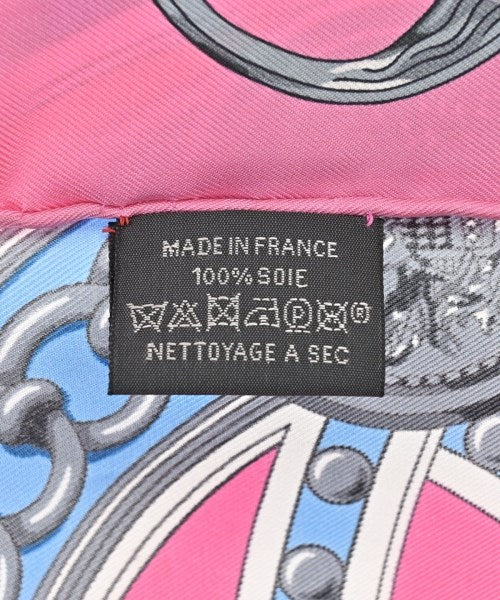 MADE IN FRANCE
100% SOIE
P ®
NETTOYAGE A SEC